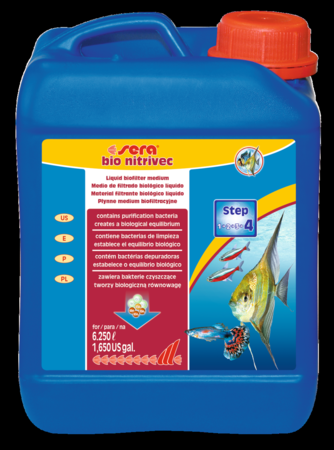 sera
bio nitrivec
Liquid biofilter medium
Medio de filtrado biológico líquido
Material filtrante biológico líquido
Płynne medium biofiltracyjne
US
contains purification bacteria
creates a biological equilibrium
E
contiene bacterias de limpieza
establece el equilibrio biológico
P
contém bactérias depuradoras
estabelece o equilíbrio biológico
PL
zawiera bakterie czyszczące
tworzy biologiczną równowagę
Step
1 2 3 4
for / para / na
6,250 ℓ
1,650 US gal.